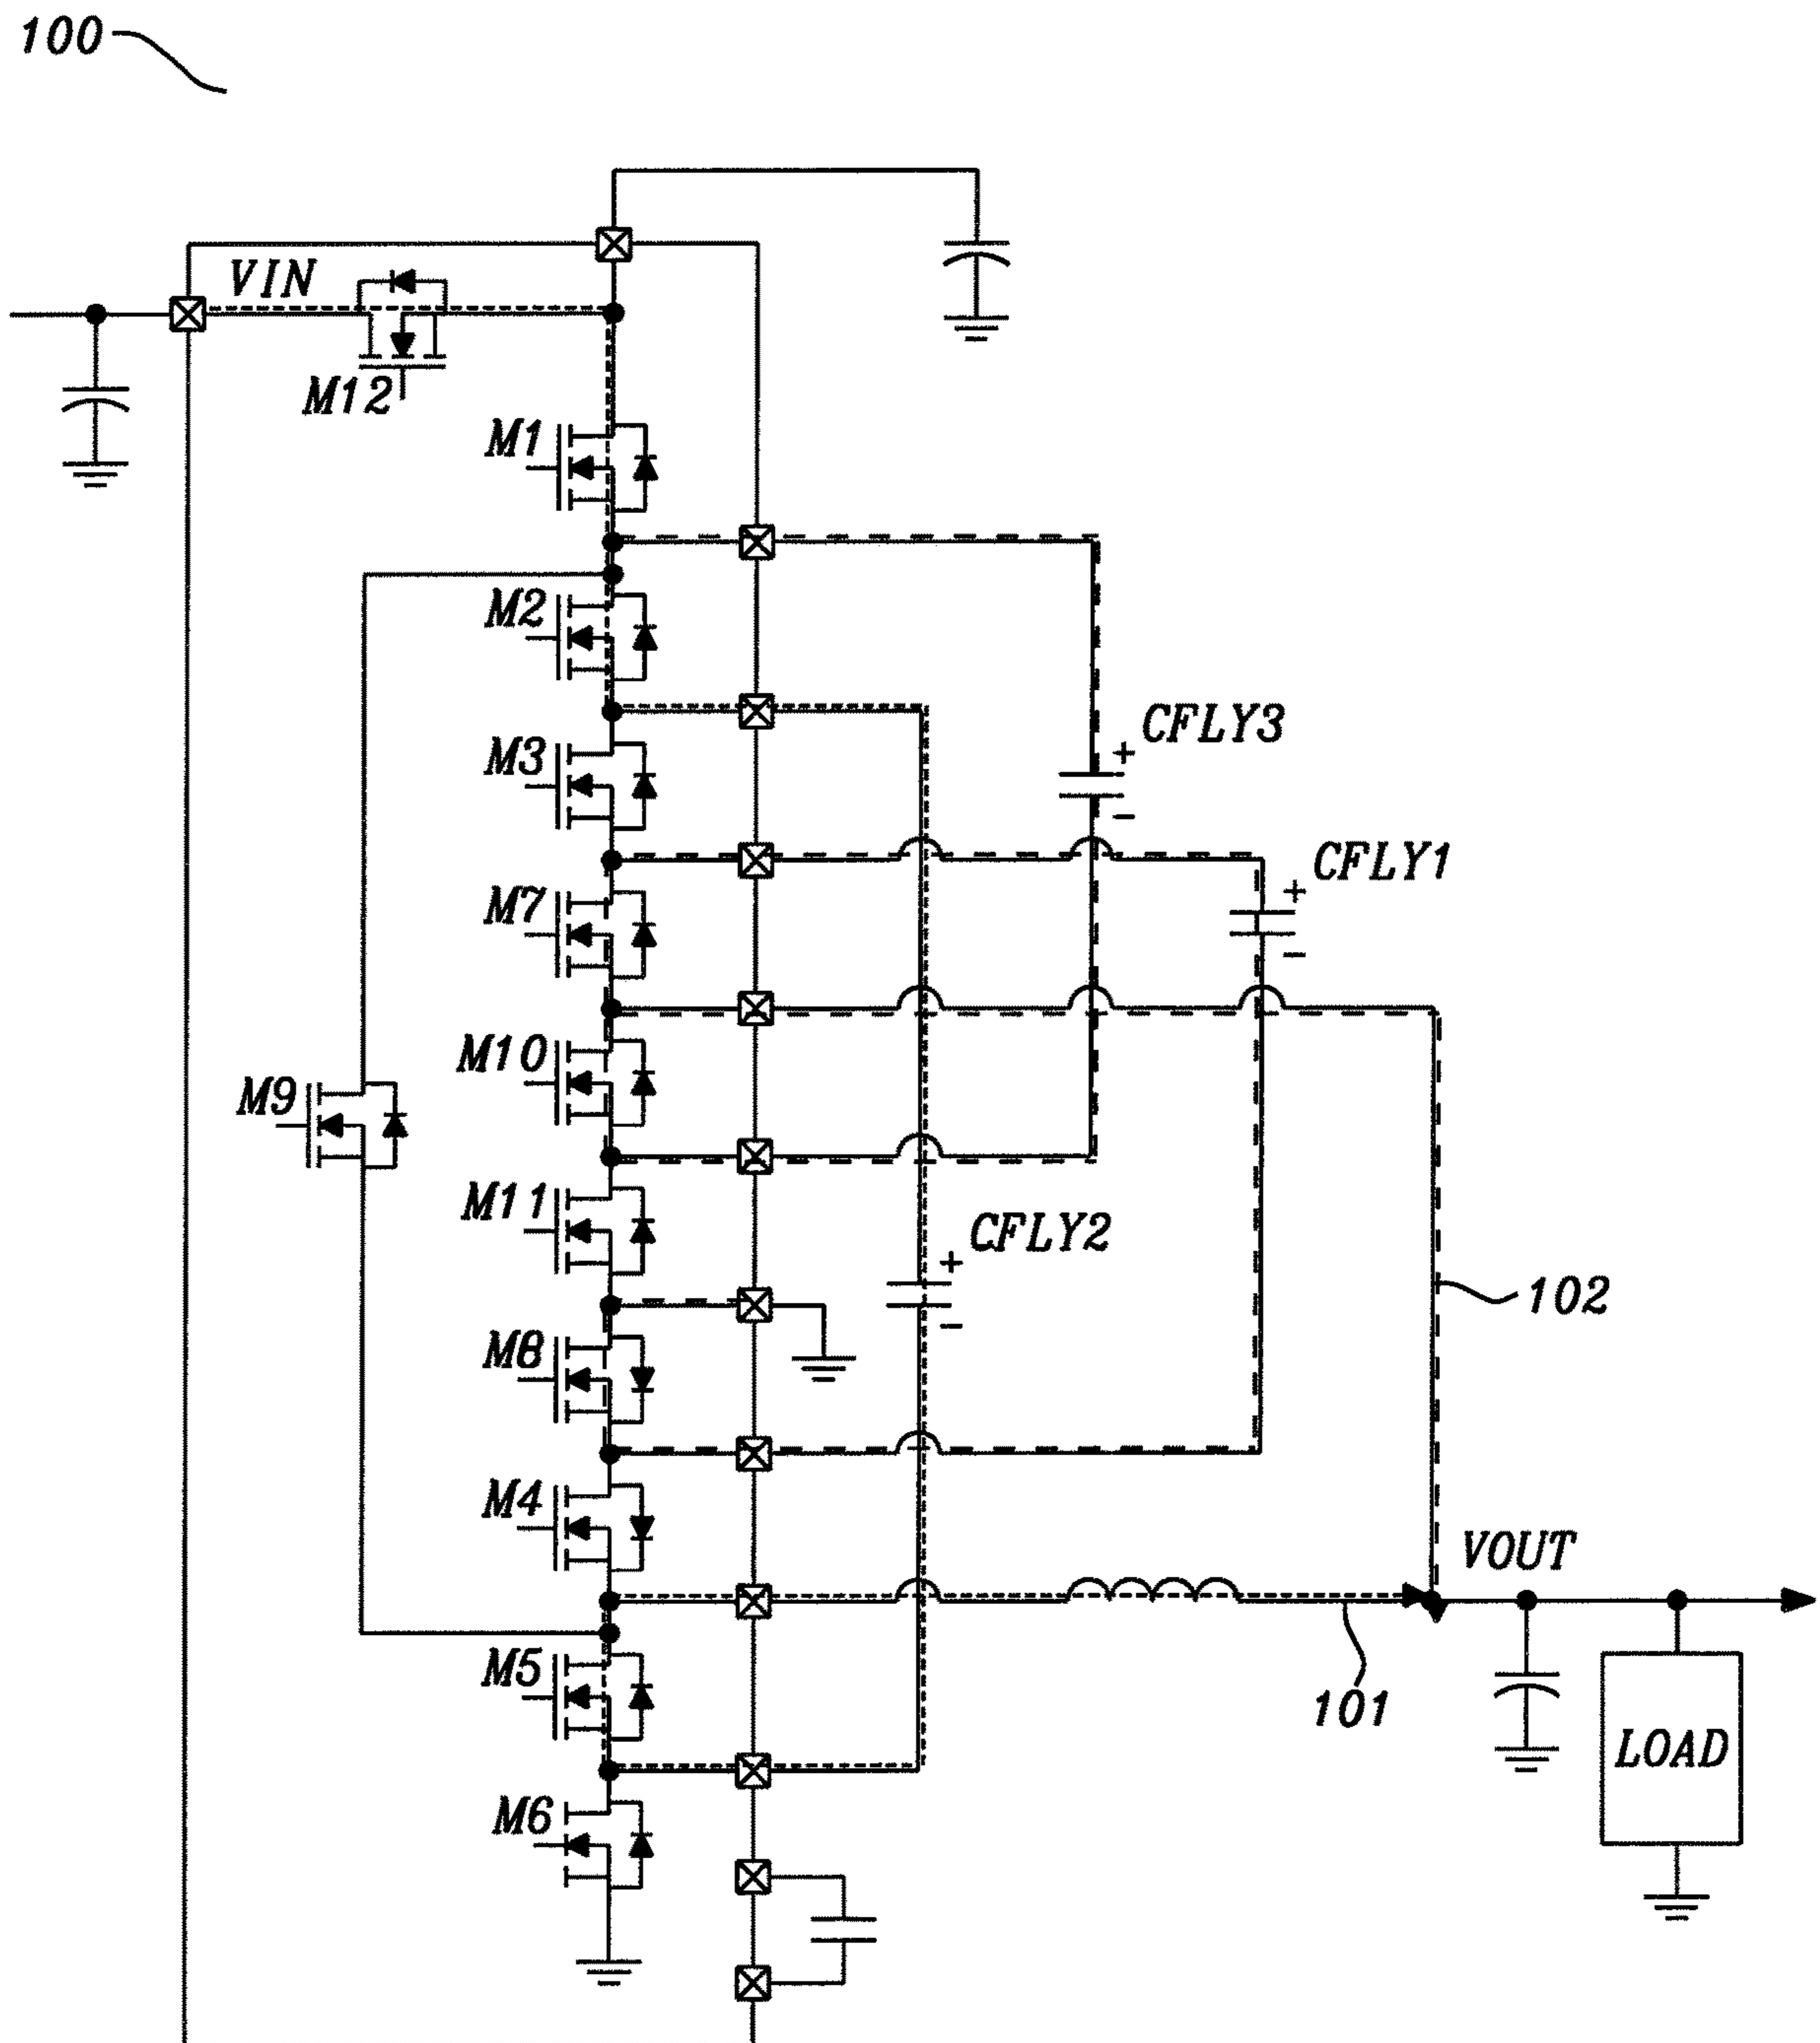 100
VIN
M12
M1
M2
CFLY3
+
-
M3
CFLY1
+
-
M7
M10
M9
M11
CFLY2
+
-
102
M8
M4
VOUT
M5
101
LOAD
M6